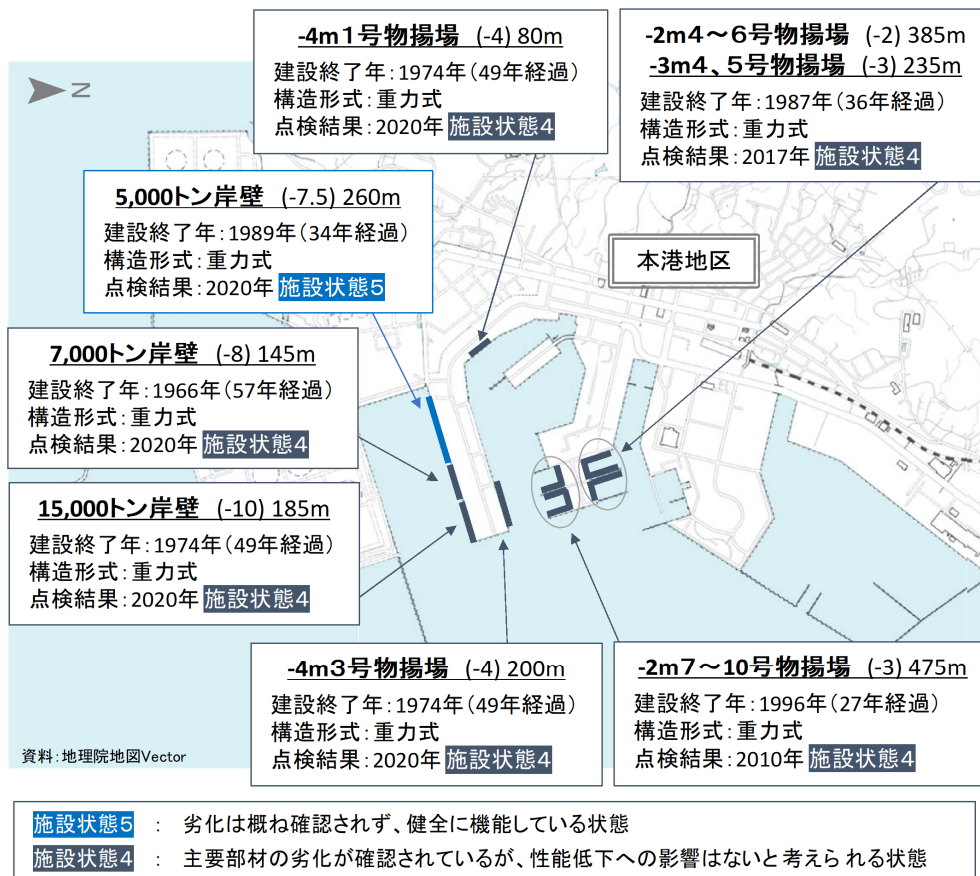 -4m1号物揚場 (-4) 80m
建設終了年:1974年(49年経過)
構造形式:重力式
点検結果:2020年 施設状態4
-2m4~6号物揚場 (-2) 385m
-3m4、5号物揚場 (-3) 235m
建設終了年:1987年(36年経過)
構造形式:重力式
点検結果:2017年 施設状態4
N
5,000トン岸壁 (-7.5) 260m
建設終了年:1989年(34年経過)
構造形式:重力式
点検結果:2020年 施設状態5
本港地区
7,000トン岸壁 (-8) 145m
建設終了年:1966年(57年経過)
構造形式:重力式
点検結果:2020年 施設状態4
15,000トン岸壁 (-10) 185m
建設終了年:1974年(49年経過)
構造形式:重力式
点検結果:2020年 施設状態4
-4m3号物揚場 (-4) 200m
建設終了年:1974年(49年経過)
構造形式:重力式
点検結果:2020年 施設状態4
-2m7~10号物揚場 (-3) 475m
建設終了年:1996年(27年経過)
構造形式:重力式
点検結果:2010年 施設状態4
資料:地理院地図Vector
施設状態5 : 劣化は概ね確認されず、健全に機能している状態
施設状態4 : 主要部材の劣化が確認されているが、性能低下への影響はないと考えら れる状態